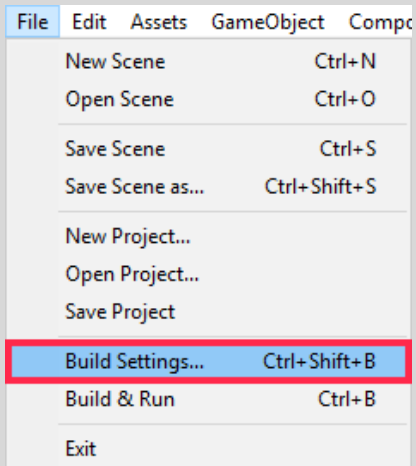 File Edit Assets GameObject Compo
New Scene Ctrl+N
Open Scene Ctrl+O
Save Scene Ctrl+S
Save Scene as... Ctrl+Shift+S
New Project...
Open Project...
Save Project
Build Settings... Ctrl+Shift+B
Build & Run Ctrl+B
Exit